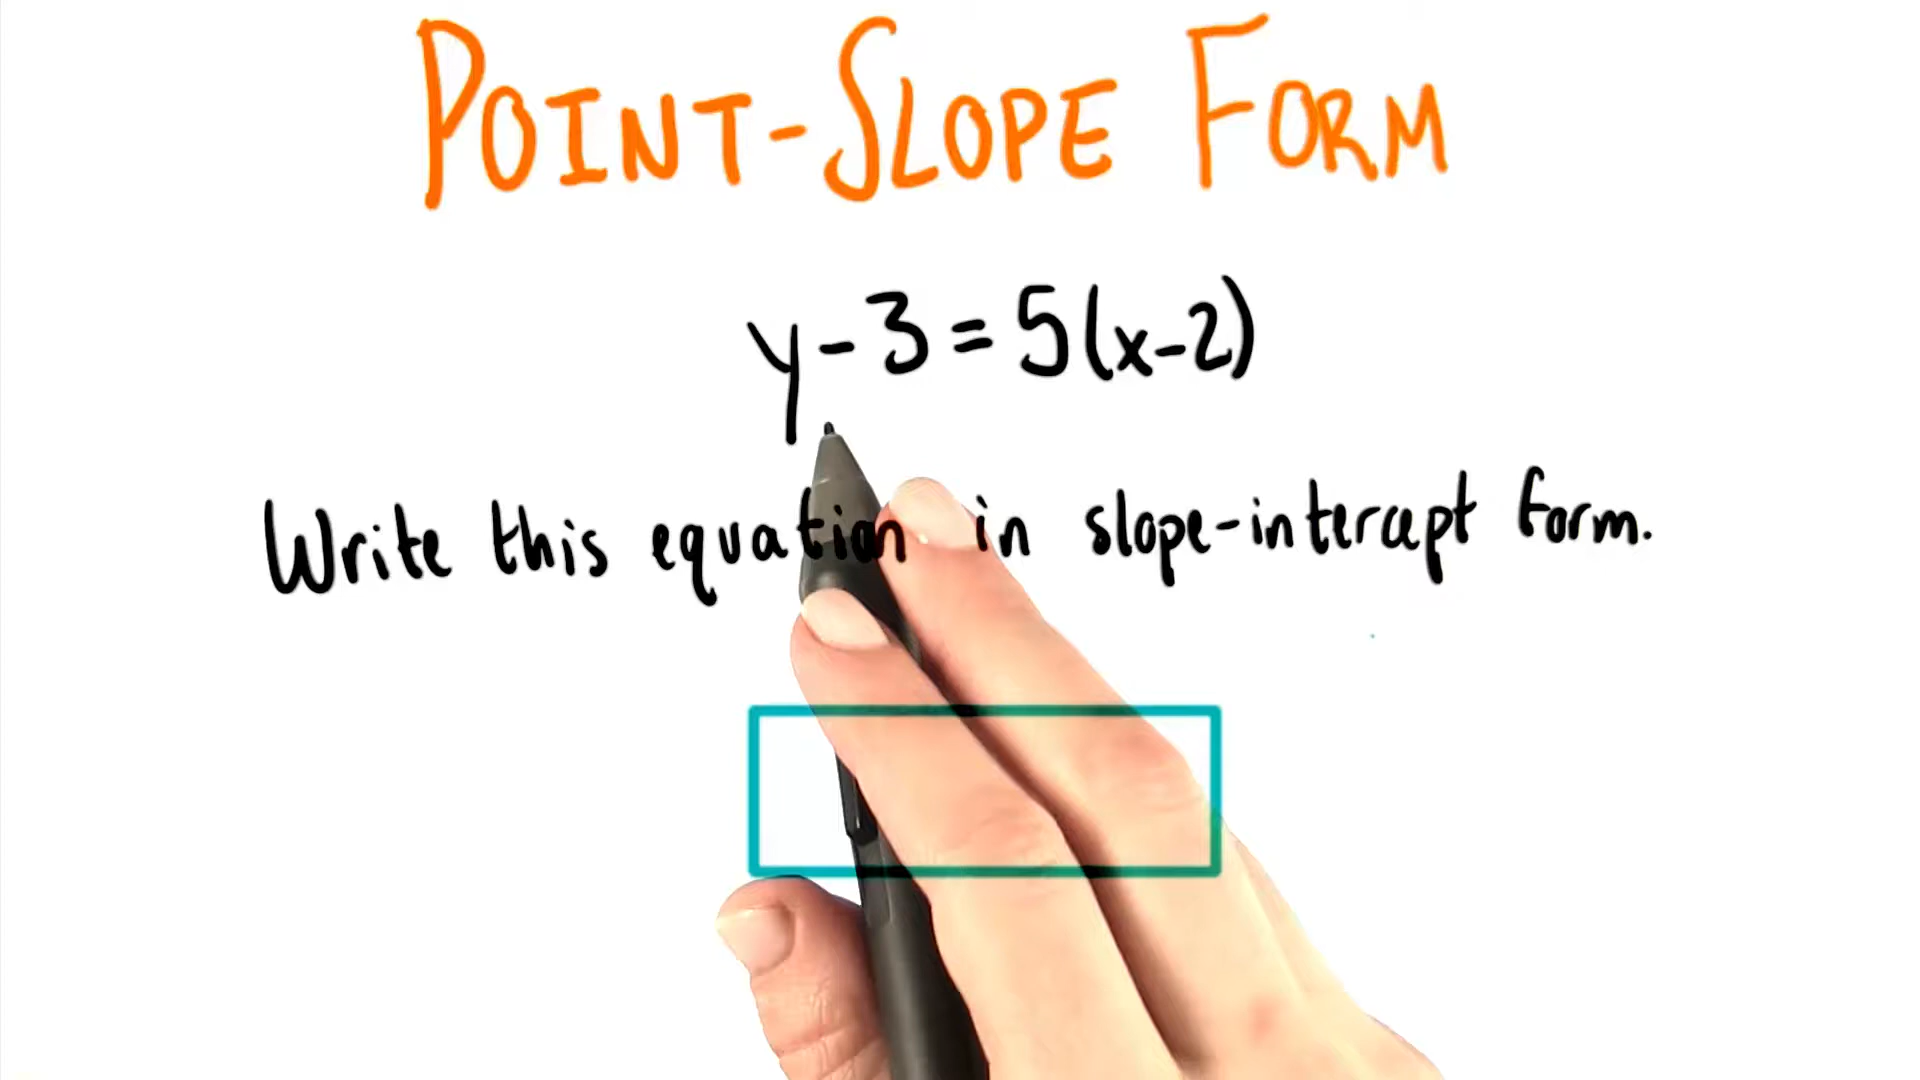 POINT-SLOPE FORM
y-3=5(x-2)
Write this equation in slope-intercept form.